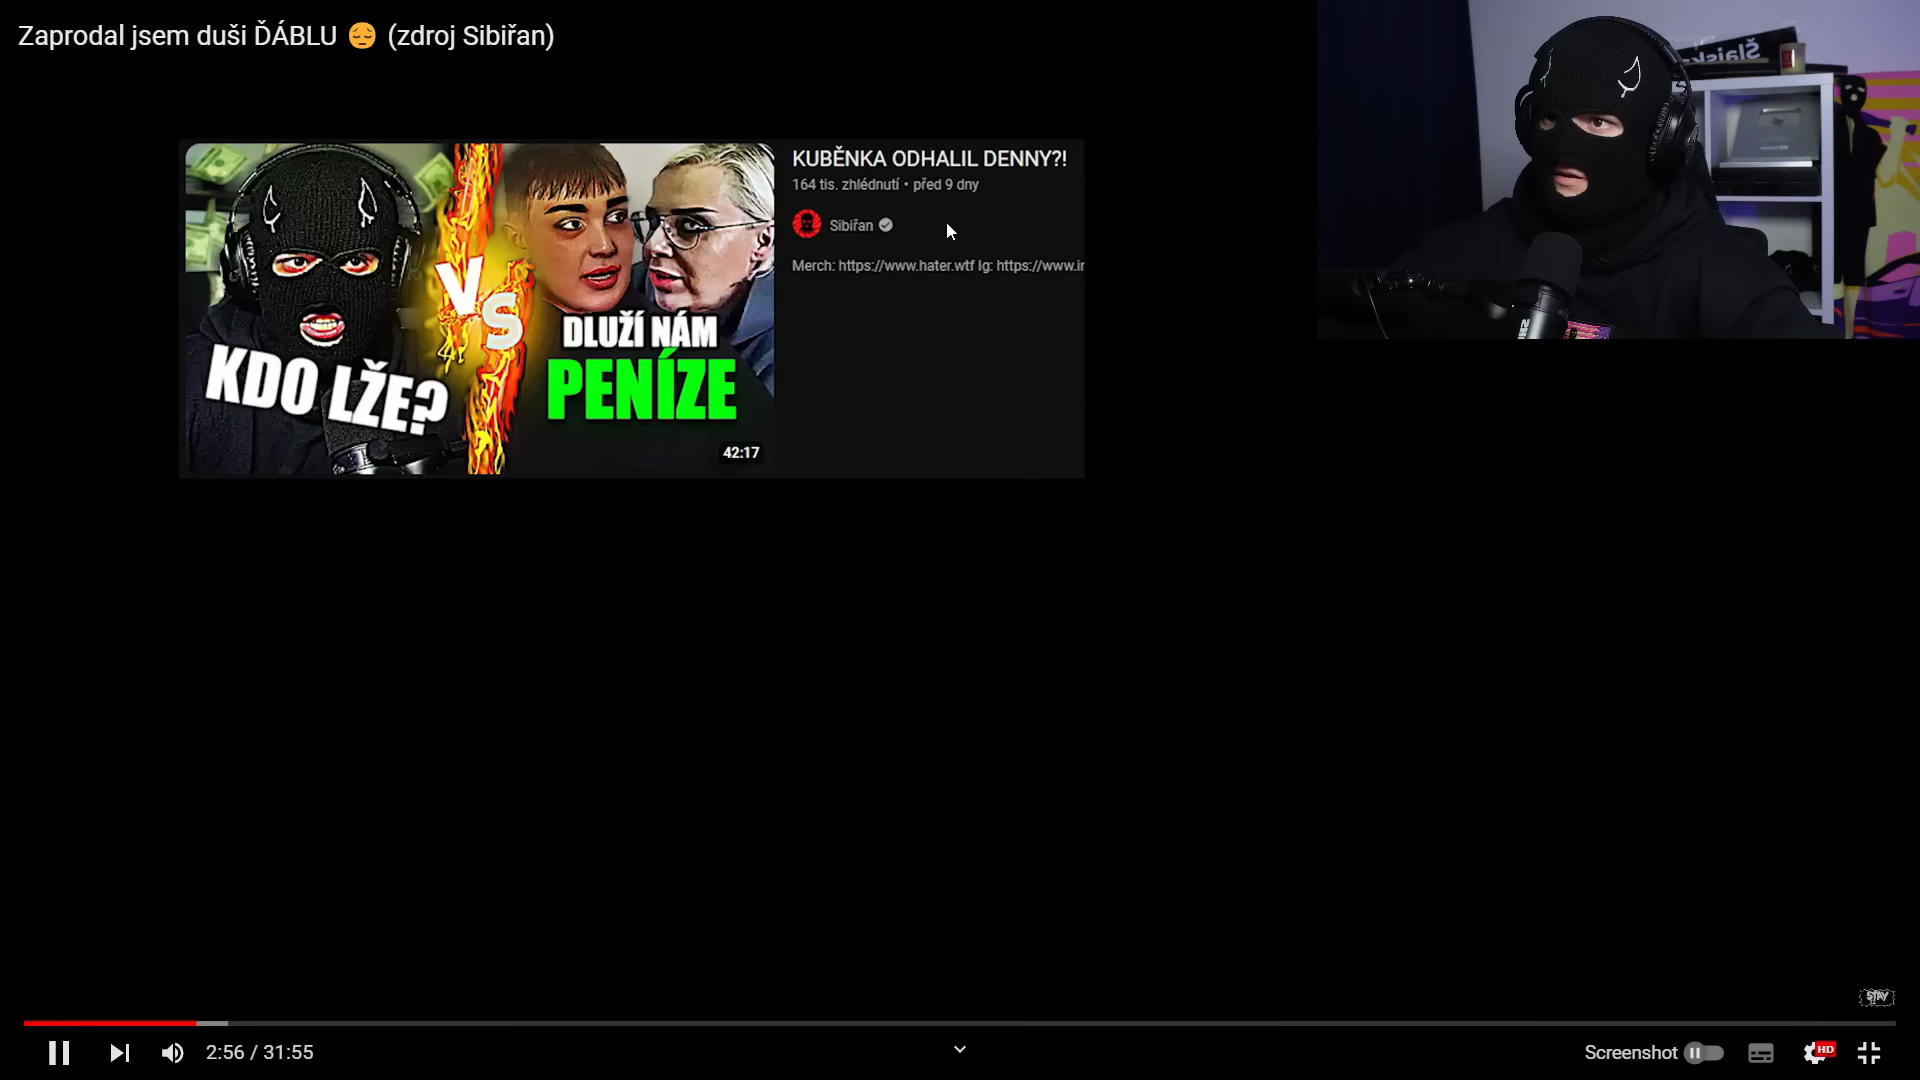 Zaprodal jsem duši ĎÁBLU 😔 (zdroj Sibiřan)
KUBĚNKA ODHALIL DENNY?!
164 tis. zhlédnutí • před 9 dny
Sibiřan
Merch: https://www.hater.wtf Ig: https://www.i
KDO LŽE?
VS
DLUŽÍ NÁM
PENÍZE
42:17
STAY
2:56 / 31:55
Screenshot
HD